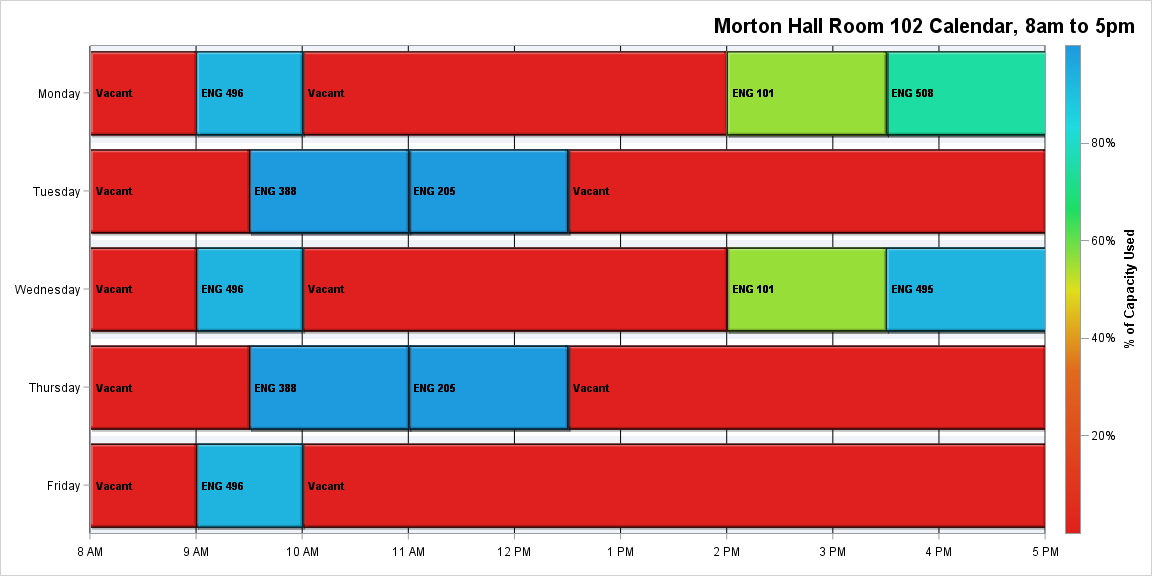 Morton Hall Room 102 Calendar, 8am to 5pm
Monday
Vacant
ENG 496
Vacant
ENG 101
ENG 508
Tuesday
Vacant
ENG 388
ENG 205
Vacant
Wednesday
Vacant
ENG 496
Vacant
ENG 101
ENG 495
Thursday
Vacant
ENG 388
ENG 205
Vacant
Friday
Vacant
ENG 496
Vacant
8 AM
9 AM
10 AM
11 AM
12 PM
1 PM
2 PM
3 PM
4 PM
5 PM
80%
60%
40%
20%
% of Capacity Used